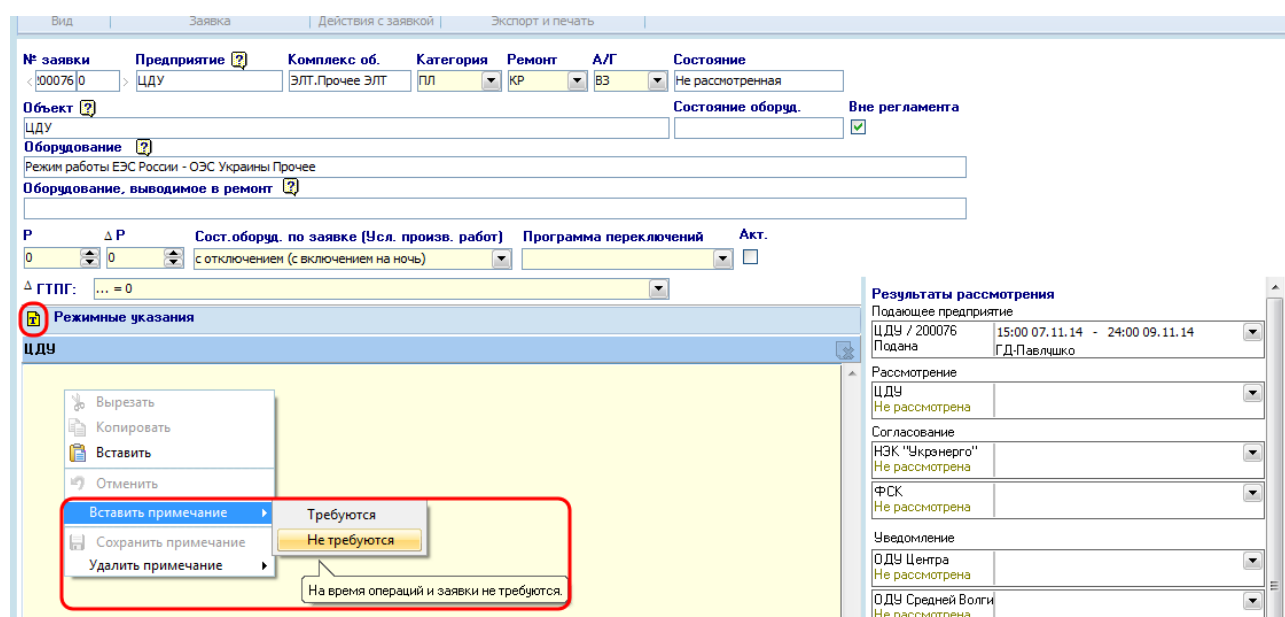 Вид Заявка Действия с заявкой Экспорт и печать
№ заявки Предприятие ? Комплекс об. Категория Ремонт А/Г Состояние
< 00076 0 > ЦДУ ЭЛТ.Прочее ЭЛТ ПЛ КР ВЗ Не рассмотренная
Объект ? Состояние оборуд. Вне регламента
ЦДУ
Оборудование ?
Режим работы ЕЭС России - ОЭС Украины Прочее
Оборудование, выводимое в ремонт ?
Р Δ Р Сост.оборуд. по заявке (Усл. произв. работ) Программа переключений Акт.
0 0 с отключением (с включением на ночь)
Δ ГТПГ: ... = 0
Режимные указания
ЦДУ
Вырезать
Копировать
Вставить
Отменить
Вставить примечание
Сохранить примечание
Удалить примечание
Требуются
Не требуются
На время операций и заявки не требуются.
Результаты рассмотрения
Подающее предприятие
ЦДУ / 200076 15:00 07.11.14 - 24:00 09.11.14
Подана ГД-Павлушко
Рассмотрение
ЦДУ
Не рассмотрена
Согласование
НЭК "Укрэнерго"
Не рассмотрена
ФСК
Не рассмотрена
Уведомление
ОДУ Центра
Не рассмотрена
ОДУ Средней Волги
Не рассмотрена